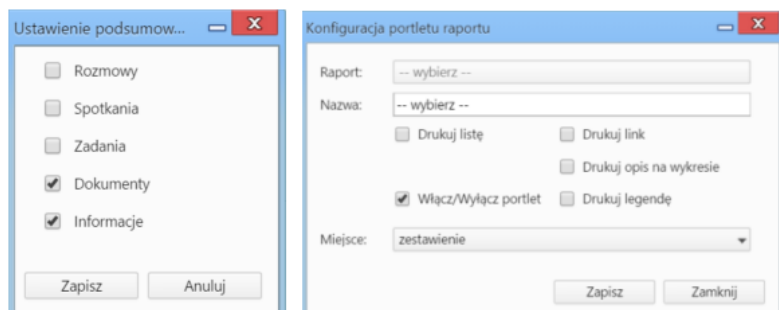 Ustawienie podsumow...
Rozmowy
Spotkania
Zadania
Dokumenty
Informacje
Zapisz Anuluj
Konfiguracja portletu raportu
Raport: -- wybierz --
Nazwa: -- wybierz --
Drukuj listę Drukuj link
Drukuj opis na wykresie
Włącz/Wyłącz portlet Drukuj legendę
Miejsce: zestawienie
Zapisz Zamknij